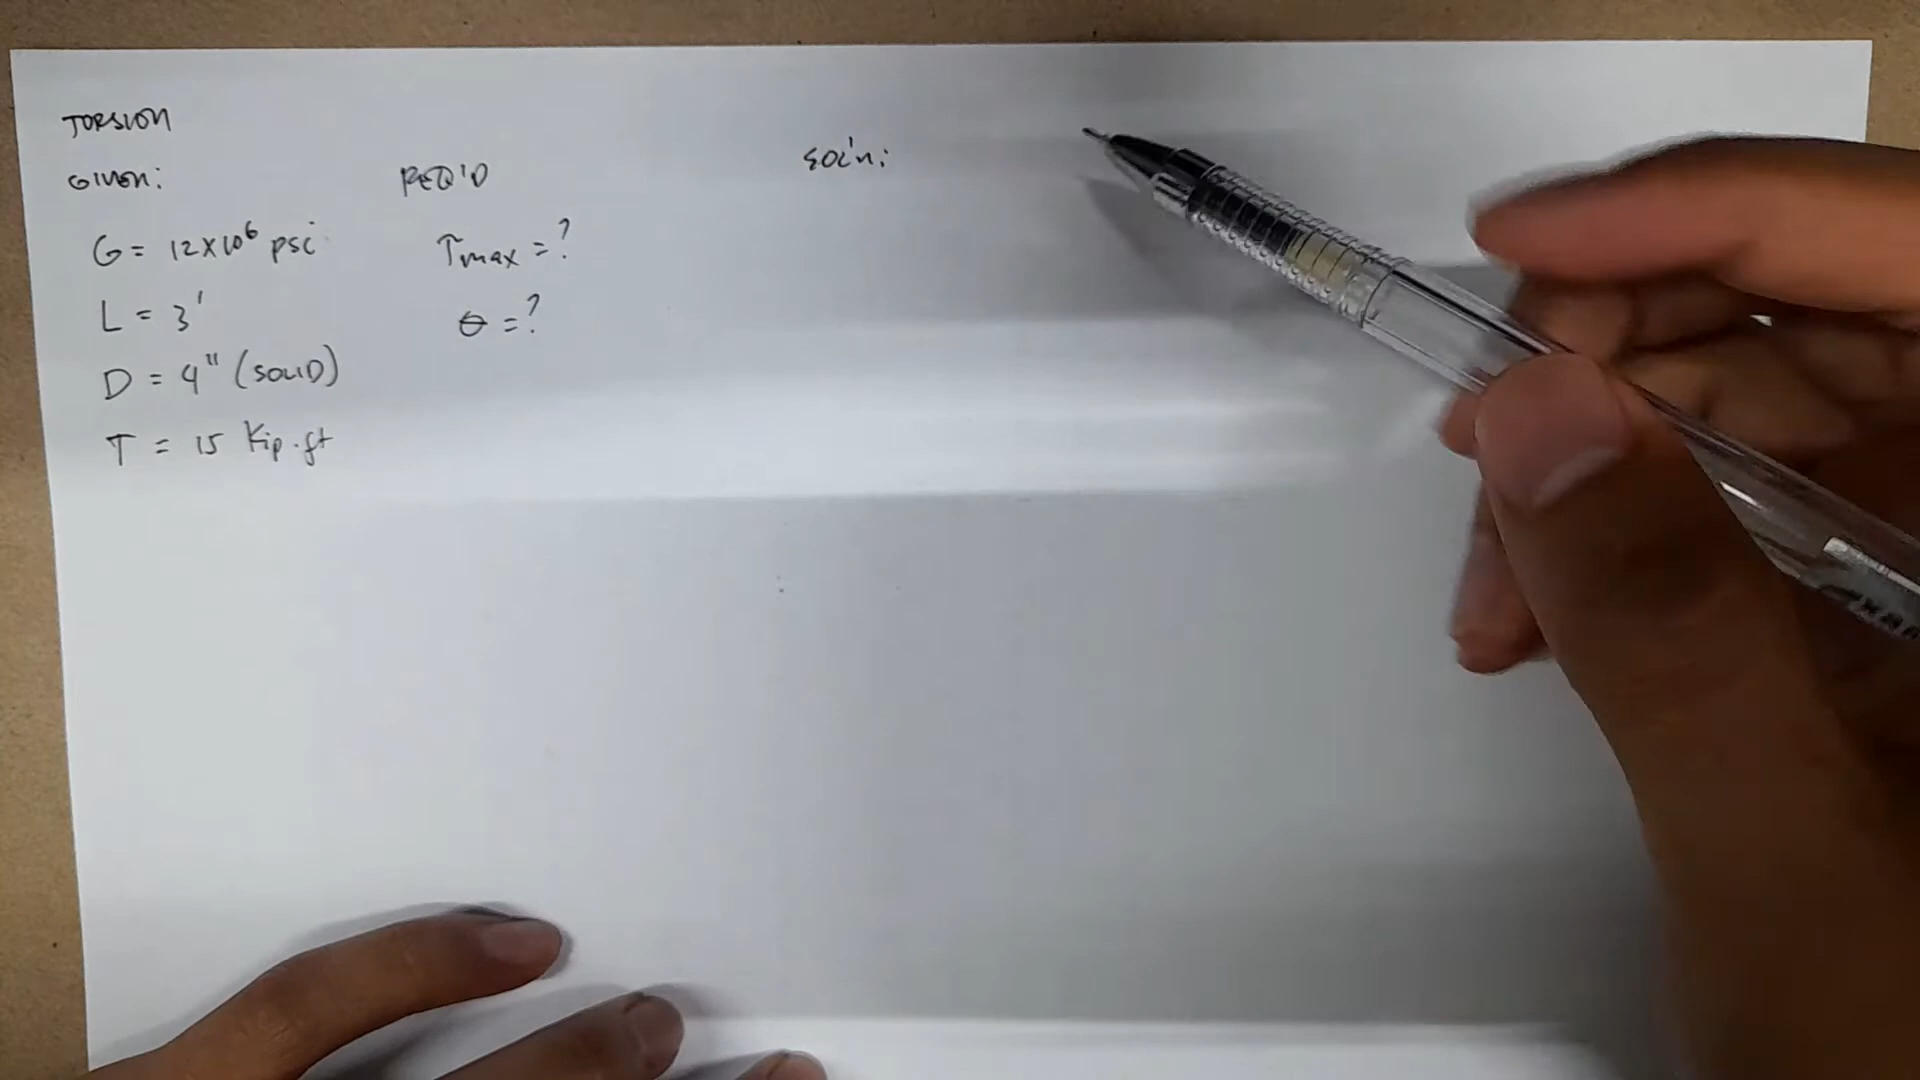 TORSION
GIVEN:
G = 12x10⁶ psi
L = 3'
D = 4" (SOLID)
T = 15 Kip.ft
REQ'D
τmax = ?
θ = ?
SOL'N: